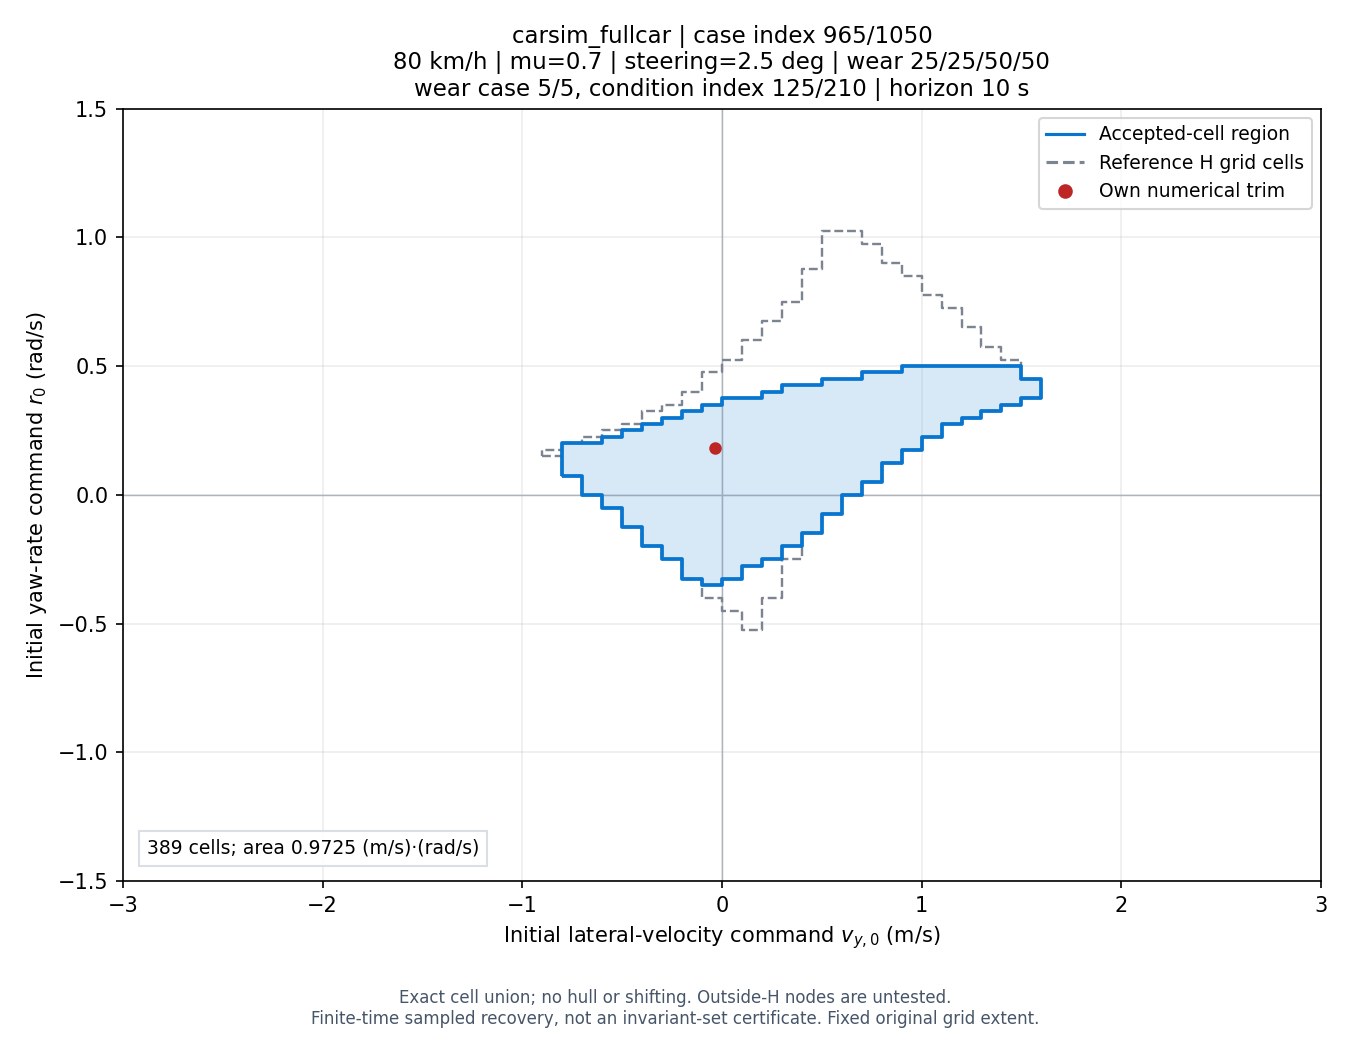 carsim_fullcar | case index 965/1050
80 km/h | mu=0.7 | steering=2.5 deg | wear 25/25/50/50
wear case 5/5, condition index 125/210 | horizon 10 s
Accepted-cell region
Reference H grid cells
Own numerical trim
1.5
1.0
0.5
0.0
−0.5
−1.0
−1.5
Initial yaw-rate command r₀ (rad/s)
389 cells; area 0.9725 (m/s)·(rad/s)
−3
−2
−1
0
1
2
3
Initial lateral-velocity command v_{y,0} (m/s)
Exact cell union; no hull or shifting. Outside-H nodes are untested.
Finite-time sampled recovery, not an invariant-set certificate. Fixed original grid extent.